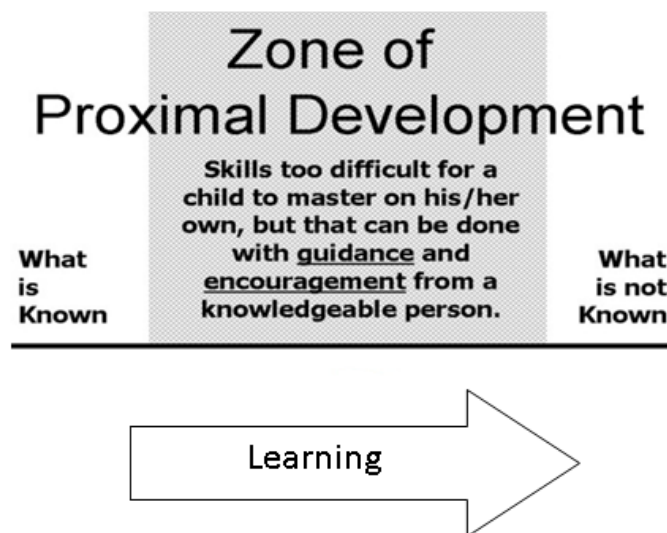 Zone of
Proximal Development
Skills too difficult for a
child to master on his/her
own, but that can be done
with guidance and
encouragement from a
knowledgeable person.
What
is
Known
What
is not
Known
Learning